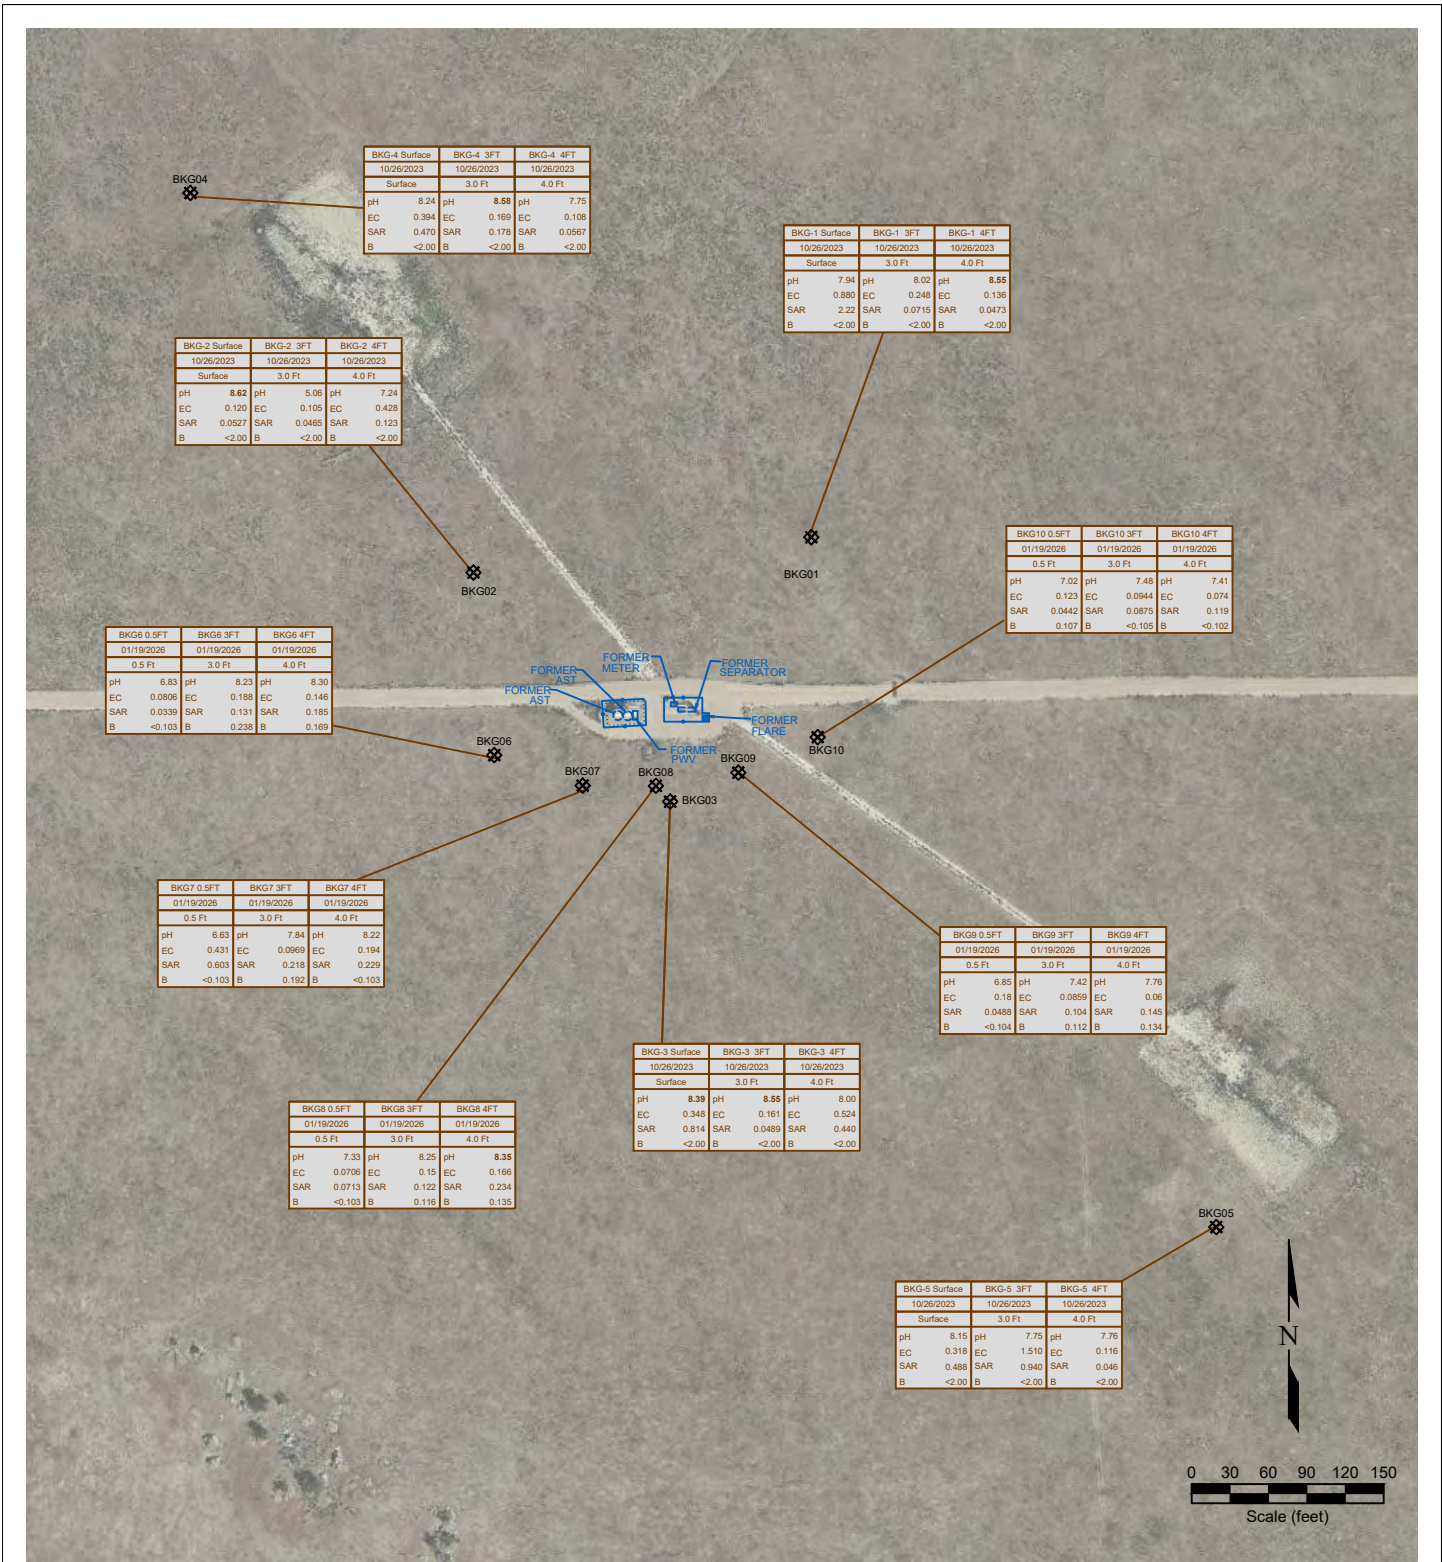 BKG04
BKG-4 Surface BKG-4 3FT BKG-4 4FT
10/26/2023 10/26/2023 10/26/2023
Surface 3.0 Ft 4.0 Ft
pH 8.24 pH 8.58 pH 7.75
EC 0.394 EC 0.169 EC 0.108
SAR 0.470 SAR 0.178 SAR 0.0567
B <2.00 B <2.00 B <2.00
BKG-1 Surface BKG-1 3FT BKG-1 4FT
10/26/2023 10/26/2023 10/26/2023
Surface 3.0 Ft 4.0 Ft
pH 7.94 pH 8.02 pH 8.55
EC 0.880 EC 0.248 EC 0.136
SAR 2.22 SAR 0.0715 SAR 0.0473
B <2.00 B <2.00 B <2.00
BKG-2 Surface BKG-2 3FT BKG-2 4FT
10/26/2023 10/26/2023 10/26/2023
Surface 3.0 Ft 4.0 Ft
pH 8.62 pH 5.06 pH 7.24
EC 0.120 EC 0.105 EC 0.428
SAR 0.0527 SAR 0.0465 SAR 0.123
B <2.00 B <2.00 B <2.00
BKG01
BKG02
BKG10 0.5FT BKG10 3FT BKG10 4FT
01/19/2026 01/19/2026 01/19/2026
0.5 Ft 3.0 Ft 4.0 Ft
pH 7.02 pH 7.48 pH 7.41
EC 0.123 EC 0.0944 EC 0.074
SAR 0.0442 SAR 0.0875 SAR 0.119
B 0.107 B <0.105 B <0.102
BKG6 0.5FT BKG6 3FT BKG6 4FT
01/19/2026 01/19/2026 01/19/2026
0.5 Ft 3.0 Ft 4.0 Ft
pH 6.83 pH 8.23 pH 8.30
EC 0.0806 EC 0.188 EC 0.146
SAR 0.0339 SAR 0.131 SAR 0.185
B <0.103 B 0.238 B 0.169
FORMER
METER
FORMER
SEPARATOR
FORMER
AST
FORMER
AST
FORMER
FLARE
FORMER
PWV
BKG06
BKG10
BKG07
BKG08
BKG09
BKG03
BKG7 0.5FT BKG7 3FT BKG7 4FT
01/19/2026 01/19/2026 01/19/2026
0.5 Ft 3.0 Ft 4.0 Ft
pH 6.63 pH 7.84 pH 8.22
EC 0.431 EC 0.0969 EC 0.194
SAR 0.603 SAR 0.218 SAR 0.229
B <0.103 B 0.192 B <0.103
BKG9 0.5FT BKG9 3FT BKG9 4FT
01/19/2026 01/19/2026 01/19/2026
0.5 Ft 3.0 Ft 4.0 Ft
pH 6.85 pH 7.42 pH 7.76
EC 0.18 EC 0.0859 EC 0.06
SAR 0.0488 SAR 0.104 SAR 0.145
B <0.104 B 0.112 B 0.134
BKG-3 Surface BKG-3 3FT BKG-3 4FT
10/26/2023 10/26/2023 10/26/2023
Surface 3.0 Ft 4.0 Ft
pH 8.39 pH 8.55 pH 8.00
EC 0.348 EC 0.161 EC 0.524
SAR 0.814 SAR 0.0489 SAR 0.440
B <2.00 B <2.00 B <2.00
BKG8 0.5FT BKG8 3FT BKG8 4FT
01/19/2026 01/19/2026 01/19/2026
0.5 Ft 3.0 Ft 4.0 Ft
pH 7.33 pH 8.25 pH 8.35
EC 0.0706 EC 0.15 EC 0.166
SAR 0.0713 SAR 0.122 SAR 0.234
B <0.103 B 0.116 B 0.135
BKG05
BKG-5 Surface BKG-5 3FT BKG-5 4FT
10/26/2023 10/26/2023 10/26/2023
Surface 3.0 Ft 4.0 Ft
pH 8.15 pH 7.75 pH 7.76
EC 0.318 EC 1.510 EC 0.116
SAR 0.488 SAR 0.940 SAR 0.046
B <2.00 B <2.00 B <2.00
N
0 30 60 90 120 150
Scale (feet)